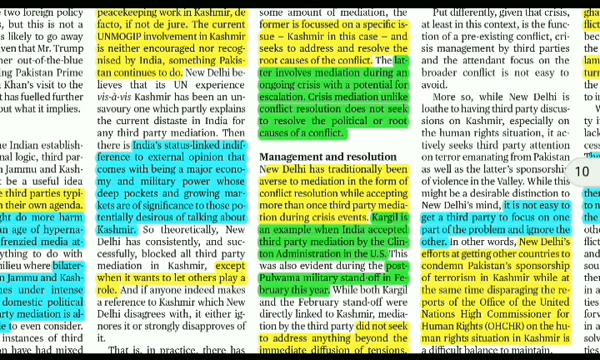 two foreign policy
s, but this is not a
likely to go away
ven that Mr. Trump
her out-of-the-blue
ng Pakistan Prime
Khan's visit to the
t has fuelled further
out what it implies.
he Indian establish-
nal logic, third par-
n Jammu and Kash-
t be a useful idea
e third parties typi-
n their own agenda.
ght do more harm
an age of hyperna-
frenzied media at-
nything to do with
milieu where bilater-
n Jammu and Kash-
mes under intense
domestic political
party mediation is al-
le to even consider.
instances of third
on have had mixed
peacekeeping work in Kashmir, de
facto, if not de jure. The current
UNMOGIP involvement in Kashmir
is neither encouraged nor recog-
nised by India, something Pakis-
tan continues to do. New Delhi be-
lieves that its UN experience
vis-à-vis Kashmir has been an un-
savoury one which partly explains
the current distaste in India for
any third party mediation. Then
there is India's status-linked indif-
ference to external opinion that
comes with being a major econo-
my and military power whose
deep pockets and growing mar-
kets are of significance to those po-
tentially desirous of talking about
Kashmir. So theoretically, New
Delhi has consistently, and suc-
cessfully, blocked all third party
mediation in Kashmir, except
when it wants to let others play a
role. And if anyone indeed makes
a reference to Kashmir which New
Delhi disagrees with, it either ig-
nores it or strongly disapproves of
it.
That is, in practice, there has
some amount of mediation, the
former is focussed on a specific is-
sue – Kashmir in this case – and
seeks to address and resolve the
root causes of the conflict. The lat-
ter involves mediation during an
ongoing crisis with a potential for
escalation. Crisis mediation unlike
conflict resolution does not seek
to resolve the political or root
causes of a conflict.
Management and resolution
New Delhi has traditionally been
averse to mediation in the form of
conflict resolution while accepting
more than once third party media-
tion during crisis events. Kargil is
an example when India accepted
third party mediation by the Clin-
ton Administration in the U.S. This
was also evident during the post-
Pulwama military stand-off in Fe-
bruary this year. While both Kargil
and the February stand-off were
directly linked to Kashmir, media-
tion by the third party did not seek
to address anything beyond the
immediate diffusion of tensions.
Put differently, given that crisis,
at least in this context, is the func-
tion of a pre-existing conflict, cri-
sis management by third parties
and the attendant focus on the
broader conflict is not easy to
avoid.
More so, while New Delhi is
loathe to having third party discus-
sions on Kashmir, especially on
the human rights situation, it ac-
tively seeks third party attention
on terror emanating from Pakistan
as well as the latter's sponsorship
of violence in the Valley. While this
might be a desirable distinction to
New Delhi's mind, it is not easy to
get a third party to focus on one
part of the problem and ignore the
other. In other words, New Delhi's
efforts at getting other countries to
condemn Pakistan's sponsorship
of terrorism in Kashmir while at
the same time disparaging the re-
ports of the Office of the United
Nations High Commissioner for
Human Rights (OHCHR) on the hu-
man rights situation in Kashmir is
a difficult balance to maintain.
10